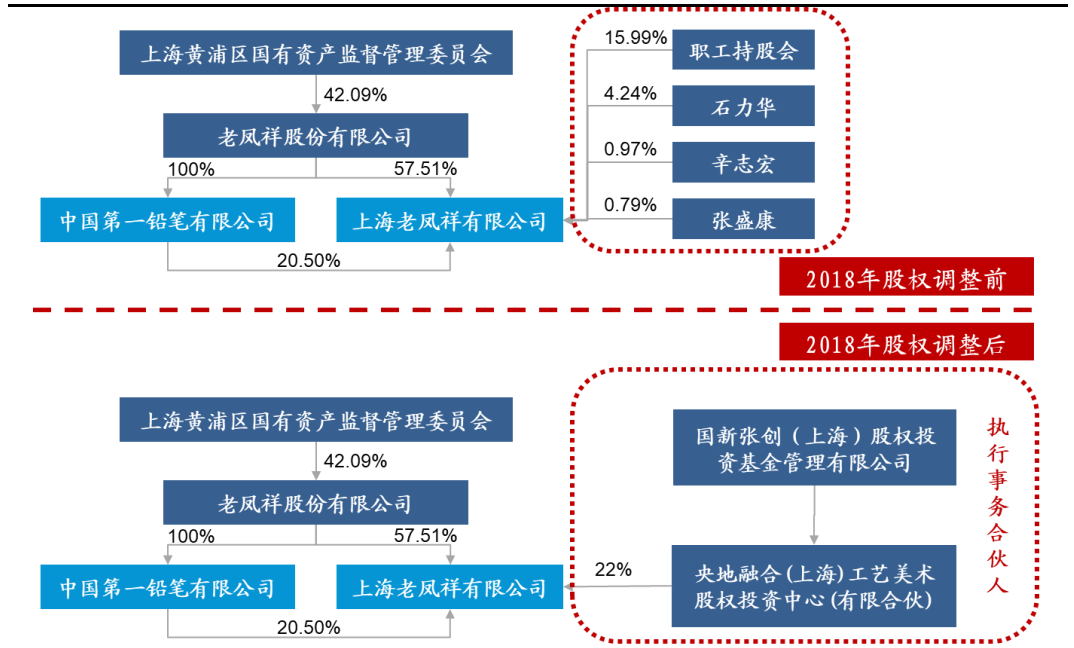 上海黄浦区国有资产监督管理委员会
42.09%
老凤祥股份有限公司
100%
57.51%
中国第一铅笔有限公司
上海老凤祥有限公司
20.50%
15.99%
职工持股会
4.24%
石力华
0.97%
辛志宏
0.79%
张盛康
2018年股权调整前
2018年股权调整后
上海黄浦区国有资产监督管理委员会
42.09%
老凤祥股份有限公司
100%
57.51%
中国第一铅笔有限公司
上海老凤祥有限公司
20.50%
22%
国新张创（上海）股权投
资基金管理有限公司
央地融合(上海)工艺美术
股权投资中心(有限合伙)
执行事务合伙人